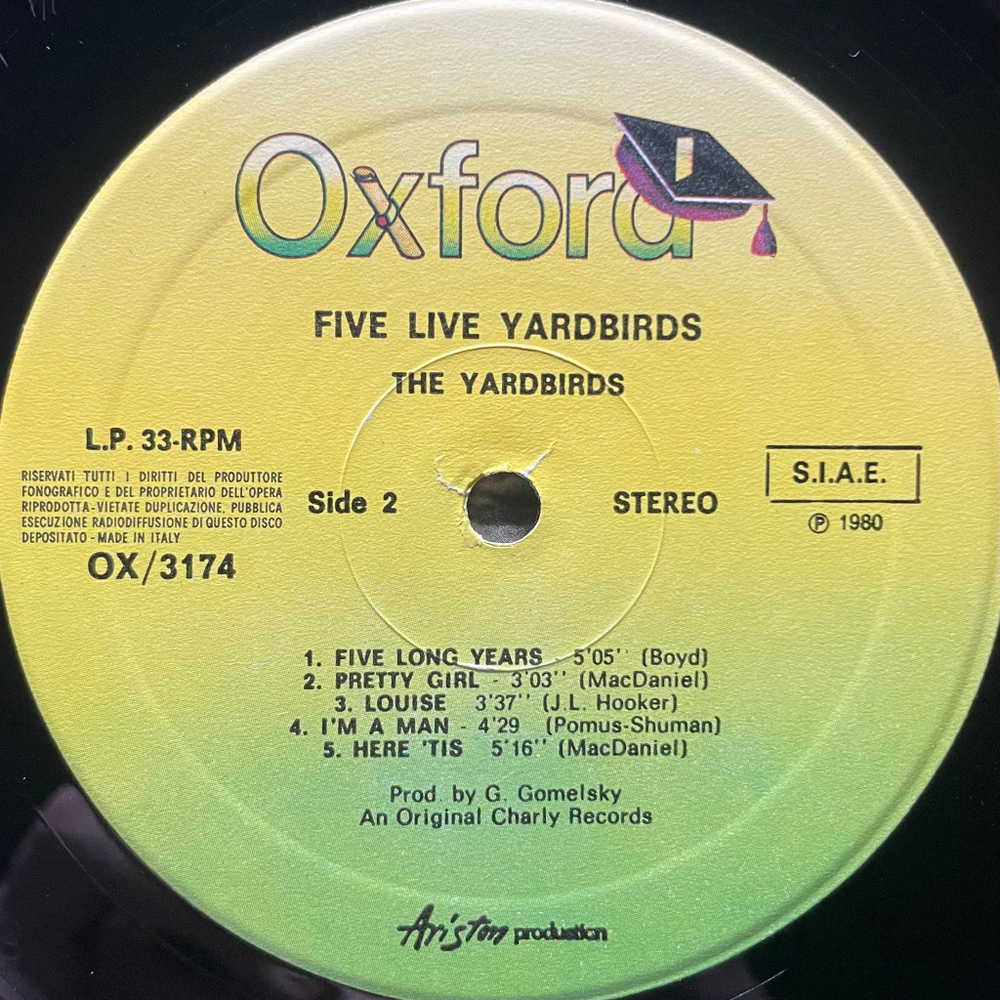 Oxford
FIVE LIVE YARDBIRDS
THE YARDBIRDS
L.P. 33-RPM
RISERVATI TUTTI I DIRITTI DEL PRODUTTORE
FONOGRAFICO E DEL PROPRIETARIO DELL'OPERA
RIPRODOTTA-VIETATE DUPLICAZIONE, PUBBLICA
ESECUZIONE RADIODIFFUSIONE DI QUESTO DISCO
DEPOSITATO - MADE IN ITALY
OX/3174
Side 2
STEREO
S.I.A.E.
℗ 1980
1. FIVE LONG YEARS - 5'05'' (Boyd)
2. PRETTY GIRL - 3'03'' (MacDaniel)
3. LOUISE 3'37'' (J.L. Hooker)
4. I'M A MAN - 4'29 (Pomus-Shuman)
5. HERE 'TIS 5'16'' (MacDaniel)
Prod. by G. Gomelsky
An Original Charly Records
Ariston production